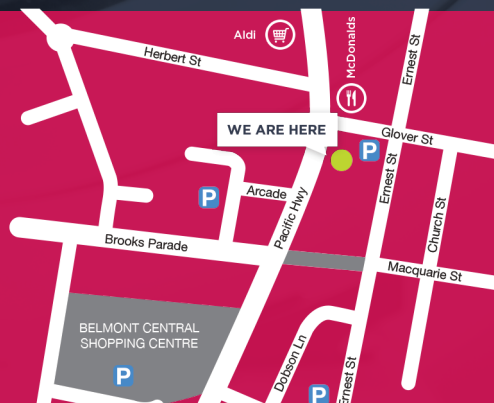 Aldi
McDonalds
Ernest St
Herbert St
WE ARE HERE
Glover St
P
Ernest St
P
Arcade
Pacific Hwy
Church St
Brooks Parade
Macquarie St
BELMONT CENTRAL
SHOPPING CENTRE
P
Dobson Ln
P
rnest St